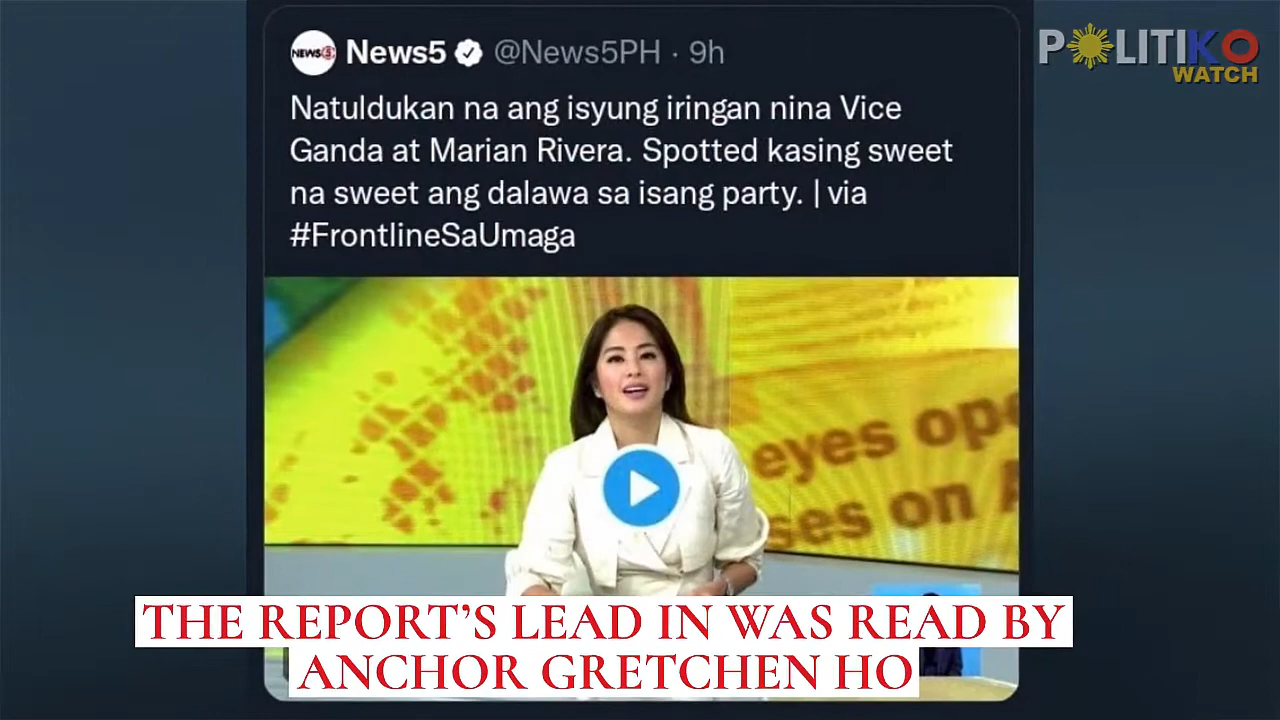 POLITIKO
WATCH
NEWS5
News5 @News5PH · 9h
Natuldukan na ang isyung iringan nina Vice
Ganda at Marian Rivera. Spotted kasing sweet
na sweet ang dalawa sa isang party. | via
#FrontlineSaUmaga
eyes ope
ses on A
THE REPORT’S LEAD IN WAS READ BY
ANCHOR GRETCHEN HO